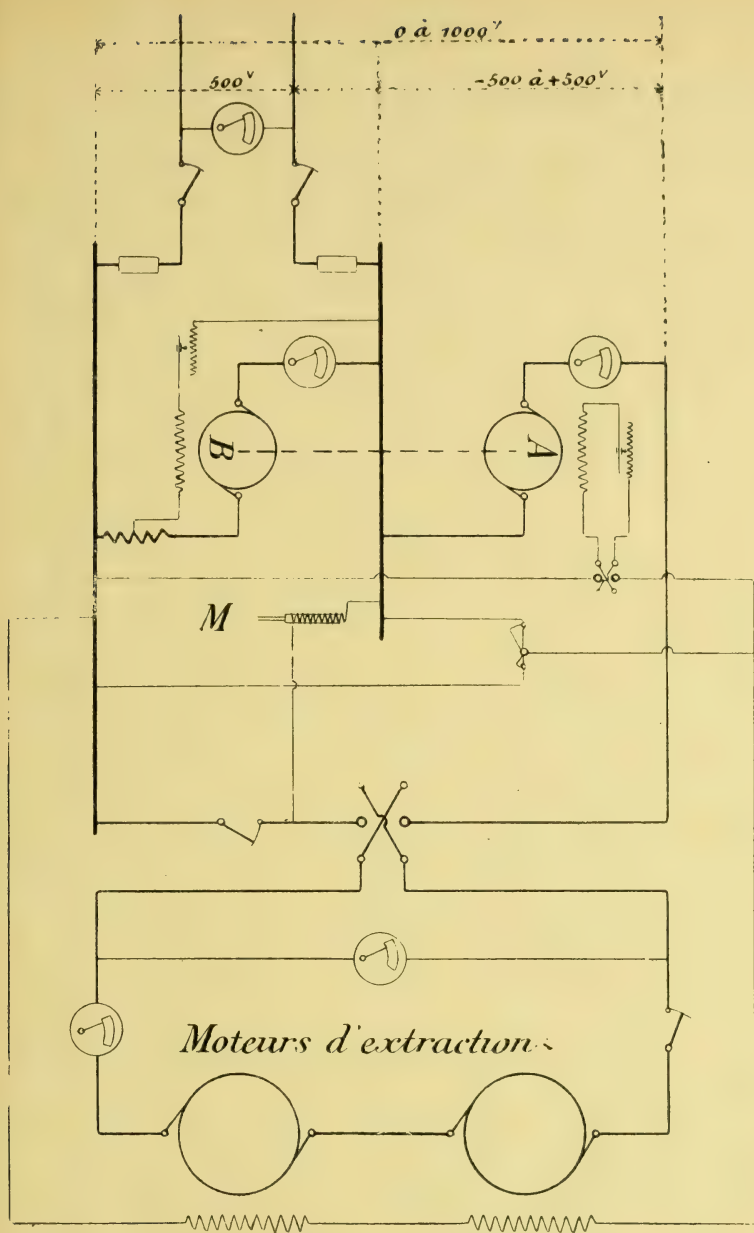 0 à 1000ᵛ
500ᵛ
-500 à +500ᵛ
B
A
M
Moteurs d'extraction